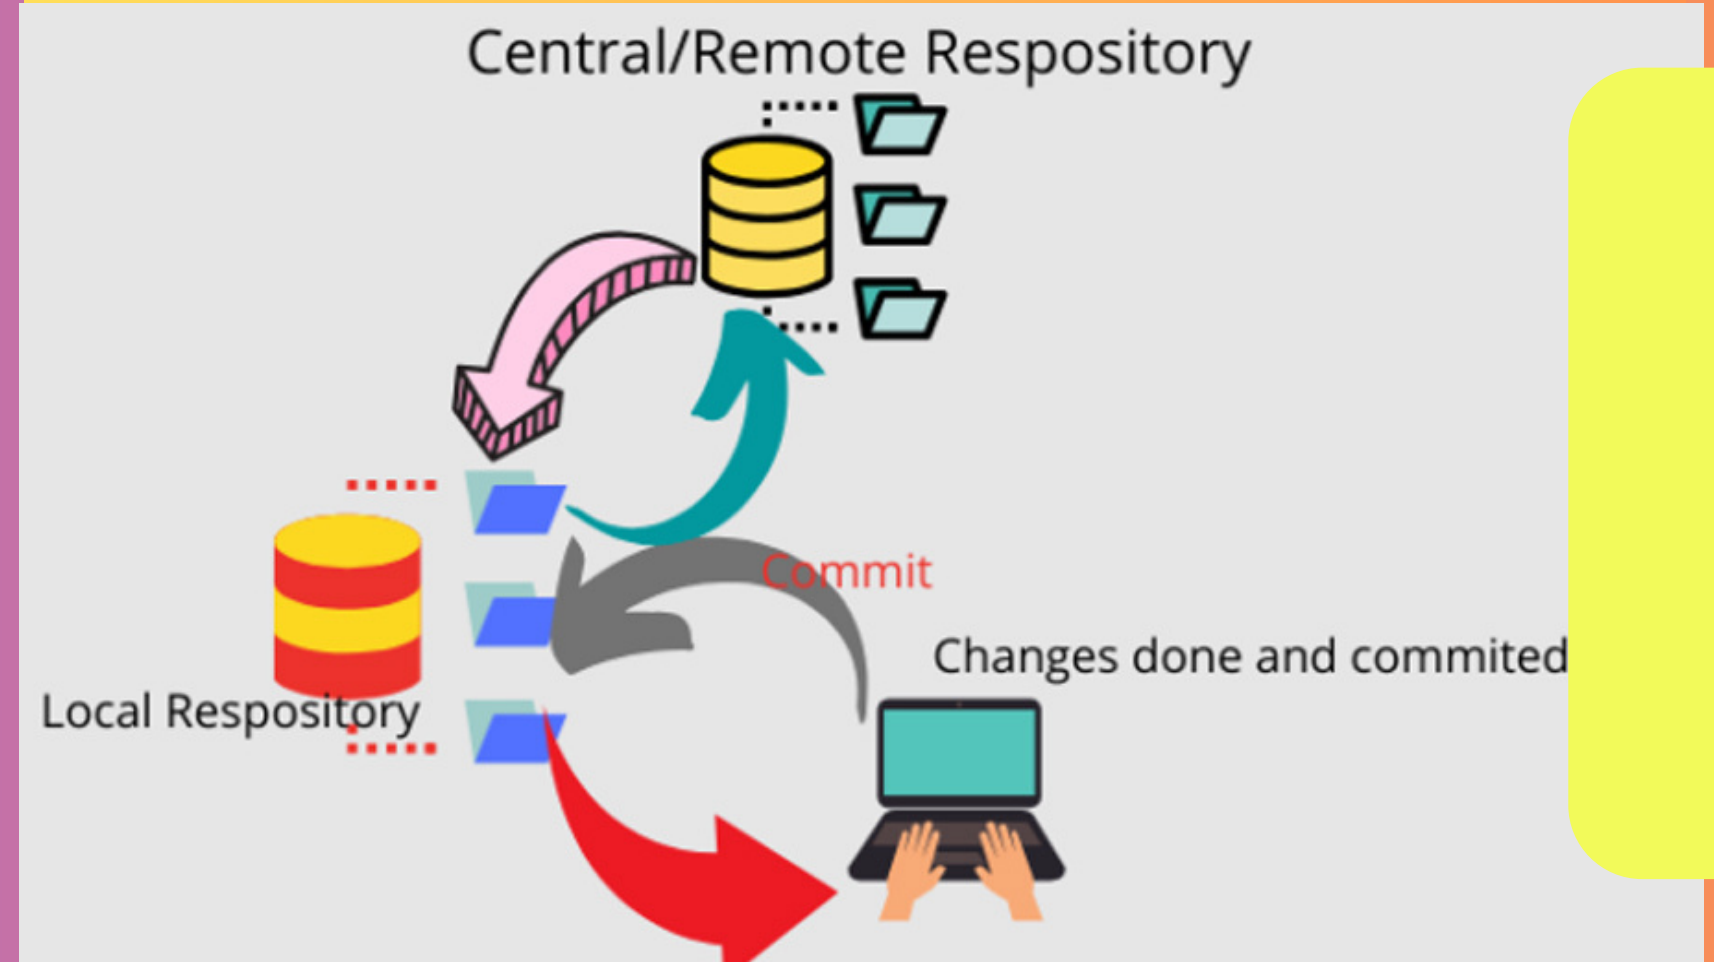 Central/Remote Respository
Commit
Changes done and commited
Local Respository